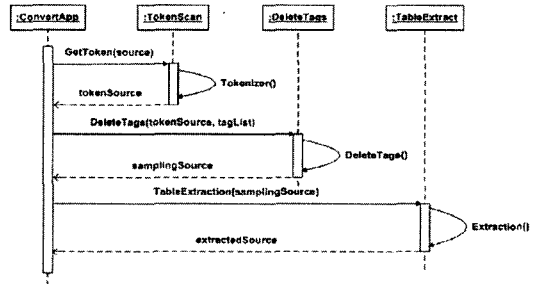 :ConvertApp :TokenScan :DeleteTags :TableExtract
GetToken(source)
Tokenizer()
tokenSource
DeleteTags(tokenSource, tagList)
DeleteTags()
samplingSource
TableExtraction(samplingSource)
Extraction()
extractedSource